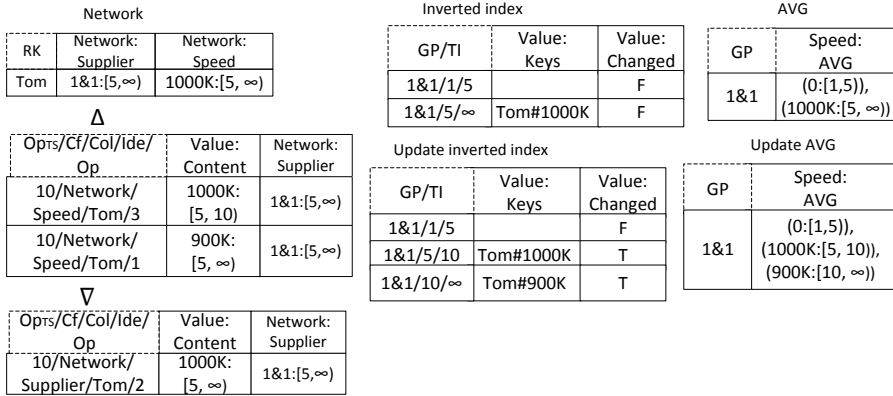 Network
RK
Network:
Supplier
Network:
Speed
Tom
1&1:[5,∞)
1000K:[5, ∞)
Δ
OpTS/Cf/Col/Ide/
Op
Value:
Content
Network:
Supplier
10/Network/
Speed/Tom/3
1000K:
[5, 10)
1&1:[5,∞)
10/Network/
Speed/Tom/1
900K:
[5, ∞)
1&1:[5,∞)
∇
OpTS/Cf/Col/Ide/
Op
Value:
Content
Network:
Supplier
10/Network/
Supplier/Tom/2
1000K:
[5, ∞)
1&1:[5,∞)
Inverted index
GP/TI
Value:
Keys
Value:
Changed
1&1/1/5
F
1&1/5/∞
Tom#1000K
F
Update inverted index
GP/TI
Value:
Keys
Value:
Changed
1&1/1/5
F
1&1/5/10
Tom#1000K
T
1&1/10/∞
Tom#900K
T
AVG
GP
Speed:
AVG
1&1
(0:[1,5)),
(1000K:[5, ∞))
Update AVG
GP
Speed:
AVG
1&1
(0:[1,5)),
(1000K:[5, 10)),
(900K:[10, ∞))